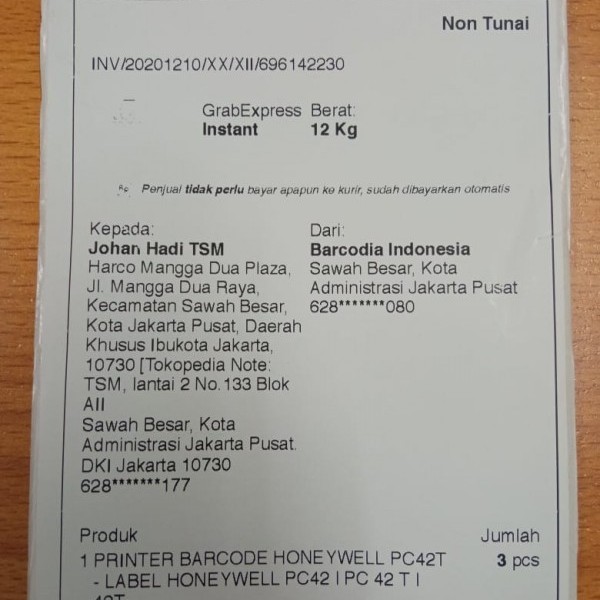 Non Tunai
INV/20201210/XX/XII/696142230
GrabExpress Berat:
Instant 12 Kg
Penjual tidak perlu bayar apapun ke kurir, sudah dibayarkan otomatis
Kepada:
Johan Hadi TSM
Harco Mangga Dua Plaza,
Jl. Mangga Dua Raya,
Kecamatan Sawah Besar,
Kota Jakarta Pusat, Daerah
Khusus Ibukota Jakarta,
10730 [Tokopedia Note:
TSM, lantai 2 No.133 Blok
AII
Sawah Besar, Kota
Administrasi Jakarta Pusat.
DKI Jakarta 10730
628*******177
Dari:
Barcodia Indonesia
Sawah Besar, Kota
Administrasi Jakarta Pusat
628*******080
Produk Jumlah
1 PRINTER BARCODE HONEYWELL PC42T 3 pcs
- LABEL HONEYWELL PC42 | PC 42 T |
42T